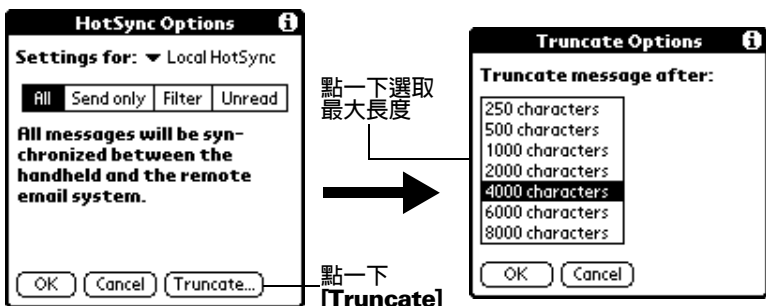 HotSync Options
Settings for: Local HotSync
All Send only Filter Unread
All messages will be syn-
chronized between the
handheld and the remote
email system.
OK Cancel Truncate...
點一下選取
最大長度
點一下
[Truncate]
Truncate Options
Truncate message after:
250 characters
500 characters
1000 characters
2000 characters
4000 characters
6000 characters
8000 characters
OK Cancel